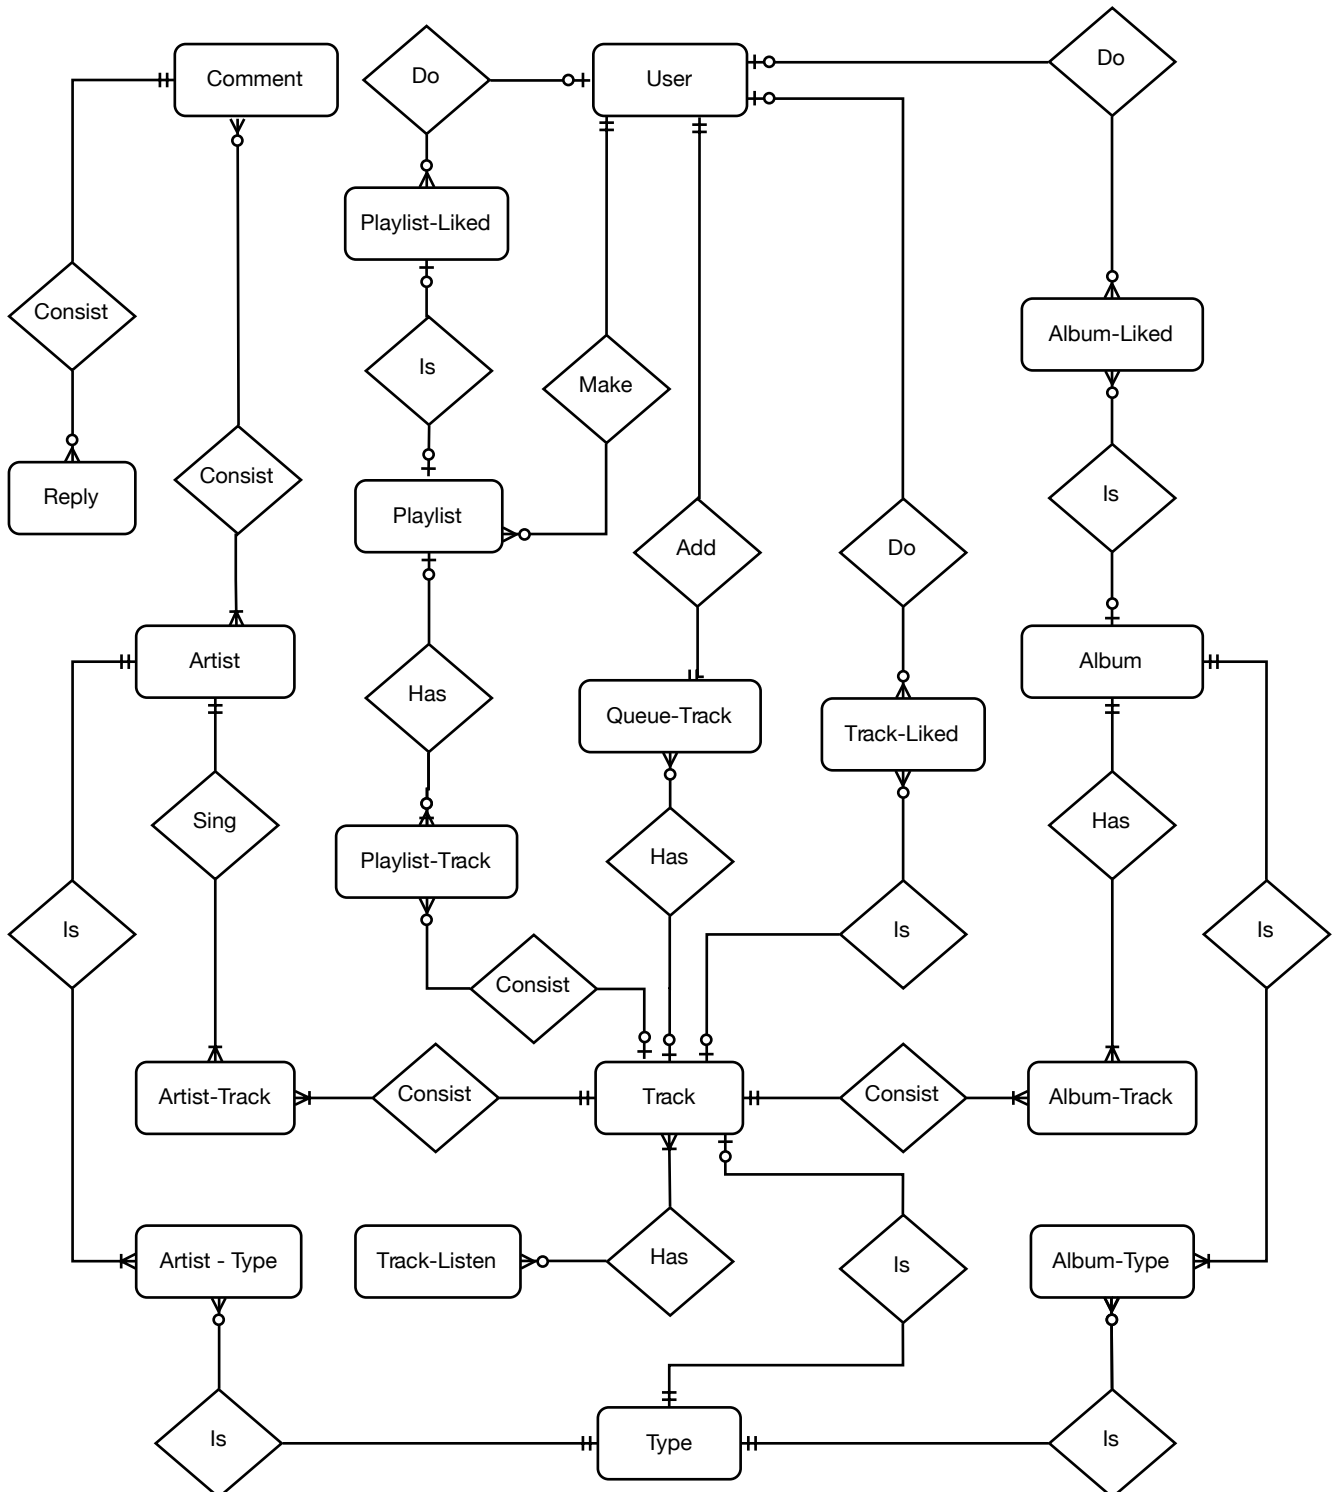 Do
Comment
Do
User
Playlist-Liked
Consist
Album-Liked
Is
Make
Consist
Reply
Is
Playlist
Add
Do
Artist
Album
Has
Queue-Track
Track-Liked
Sing
Has
Playlist-Track
Has
Is
Is
Is
Consist
Artist-Track
Consist
Track
Consist
Album-Track
Artist - Type
Track-Listen
Has
Is
Album-Type
Is
Type
Is